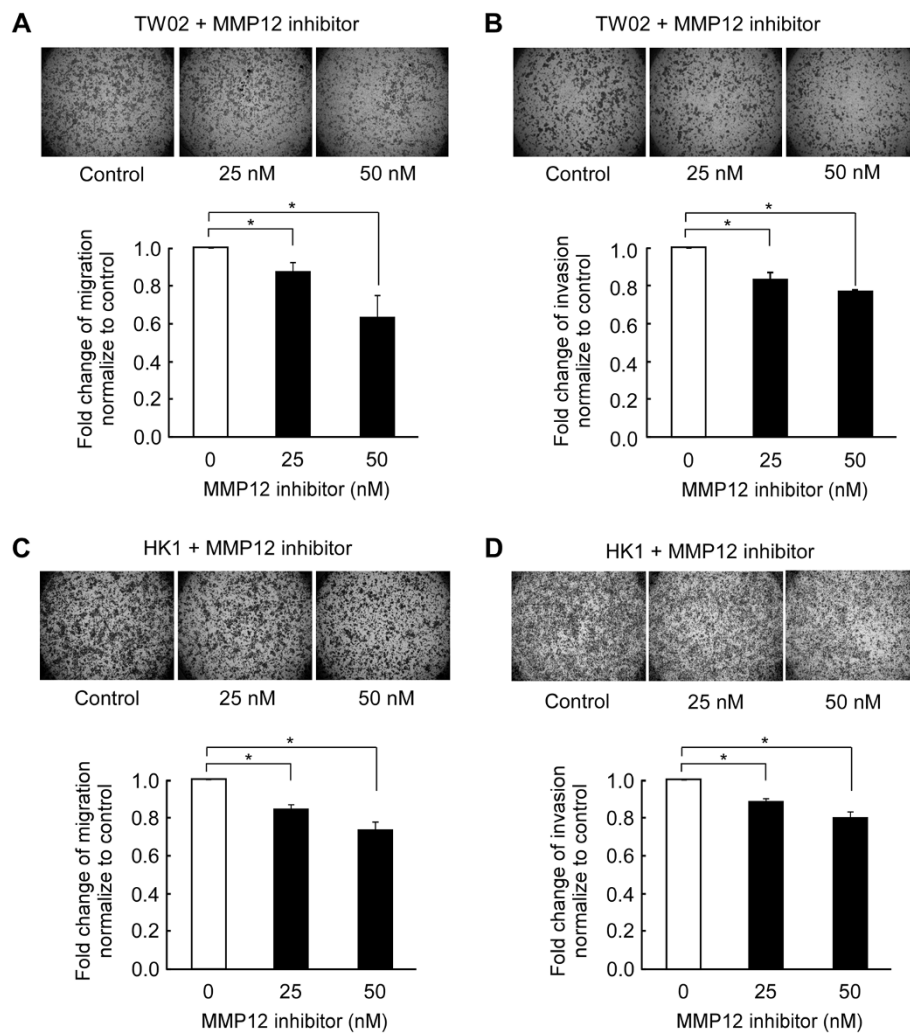 A
TW02 + MMP12 inhibitor
Control
25 nM
50 nM
*
*
Fold change of migration
normalize to control
1.0
0.8
0.6
0.4
0.2
0.0
0
25
50
MMP12 inhibitor (nM)
B
TW02 + MMP12 inhibitor
Control
25 nM
50 nM
*
*
Fold change of invasion
normalize to control
1.0
0.8
0.6
0.4
0.2
0.0
0
25
50
MMP12 inhibitor (nM)
C
HK1 + MMP12 inhibitor
Control
25 nM
50 nM
*
*
Fold change of migration
normalize to control
1.0
0.8
0.6
0.4
0.2
0.0
0
25
50
MMP12 inhibitor (nM)
D
HK1 + MMP12 inhibitor
Control
25 nM
50 nM
*
*
Fold change of invasion
normalize to control
1.0
0.8
0.6
0.4
0.2
0.0
0
25
50
MMP12 inhibitor (nM)